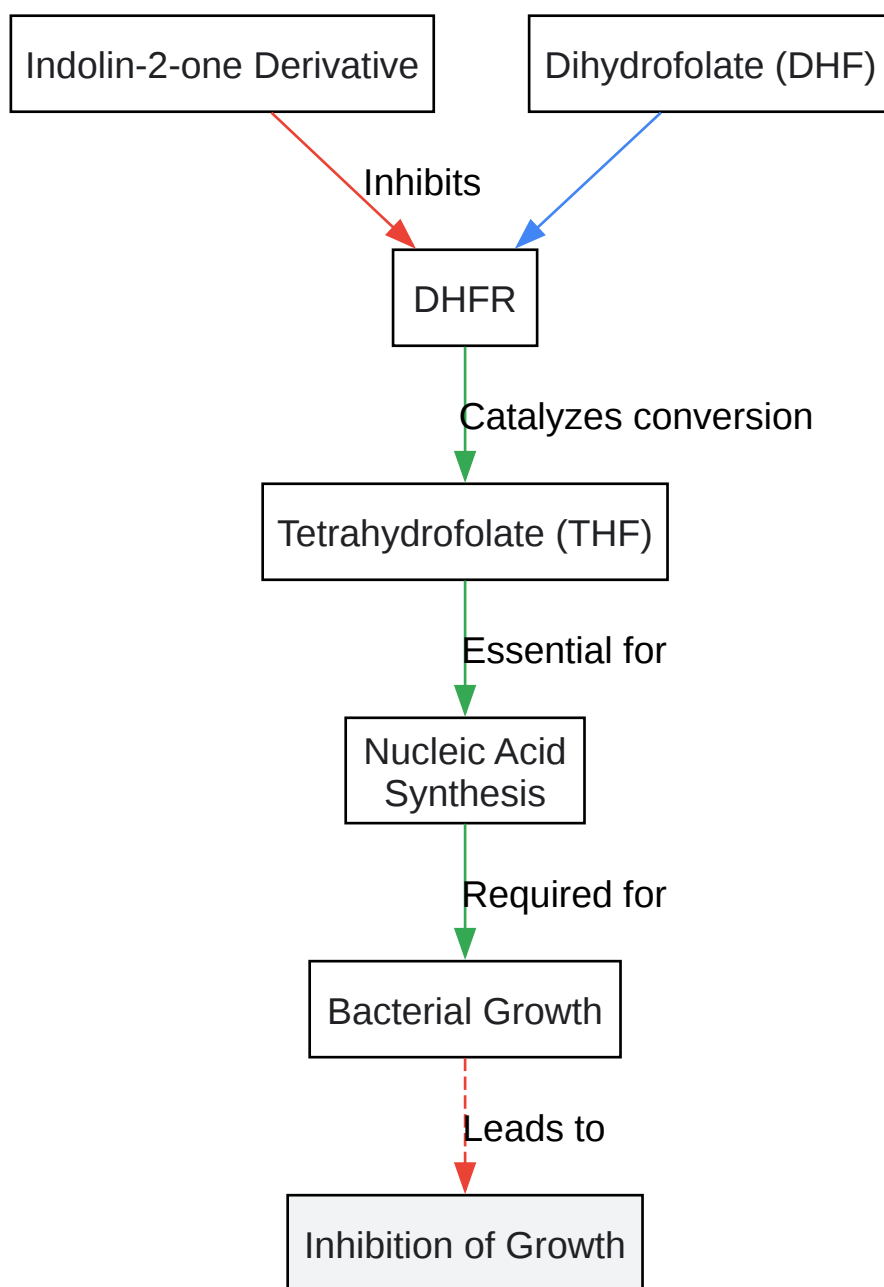 Indolin-2-one Derivative
Dihydrofolate (DHF)
Inhibits
DHFR
Catalyzes conversion
Tetrahydrofolate (THF)
Essential for
Nucleic Acid
Synthesis
Required for
Bacterial Growth
Leads to
Inhibition of Growth